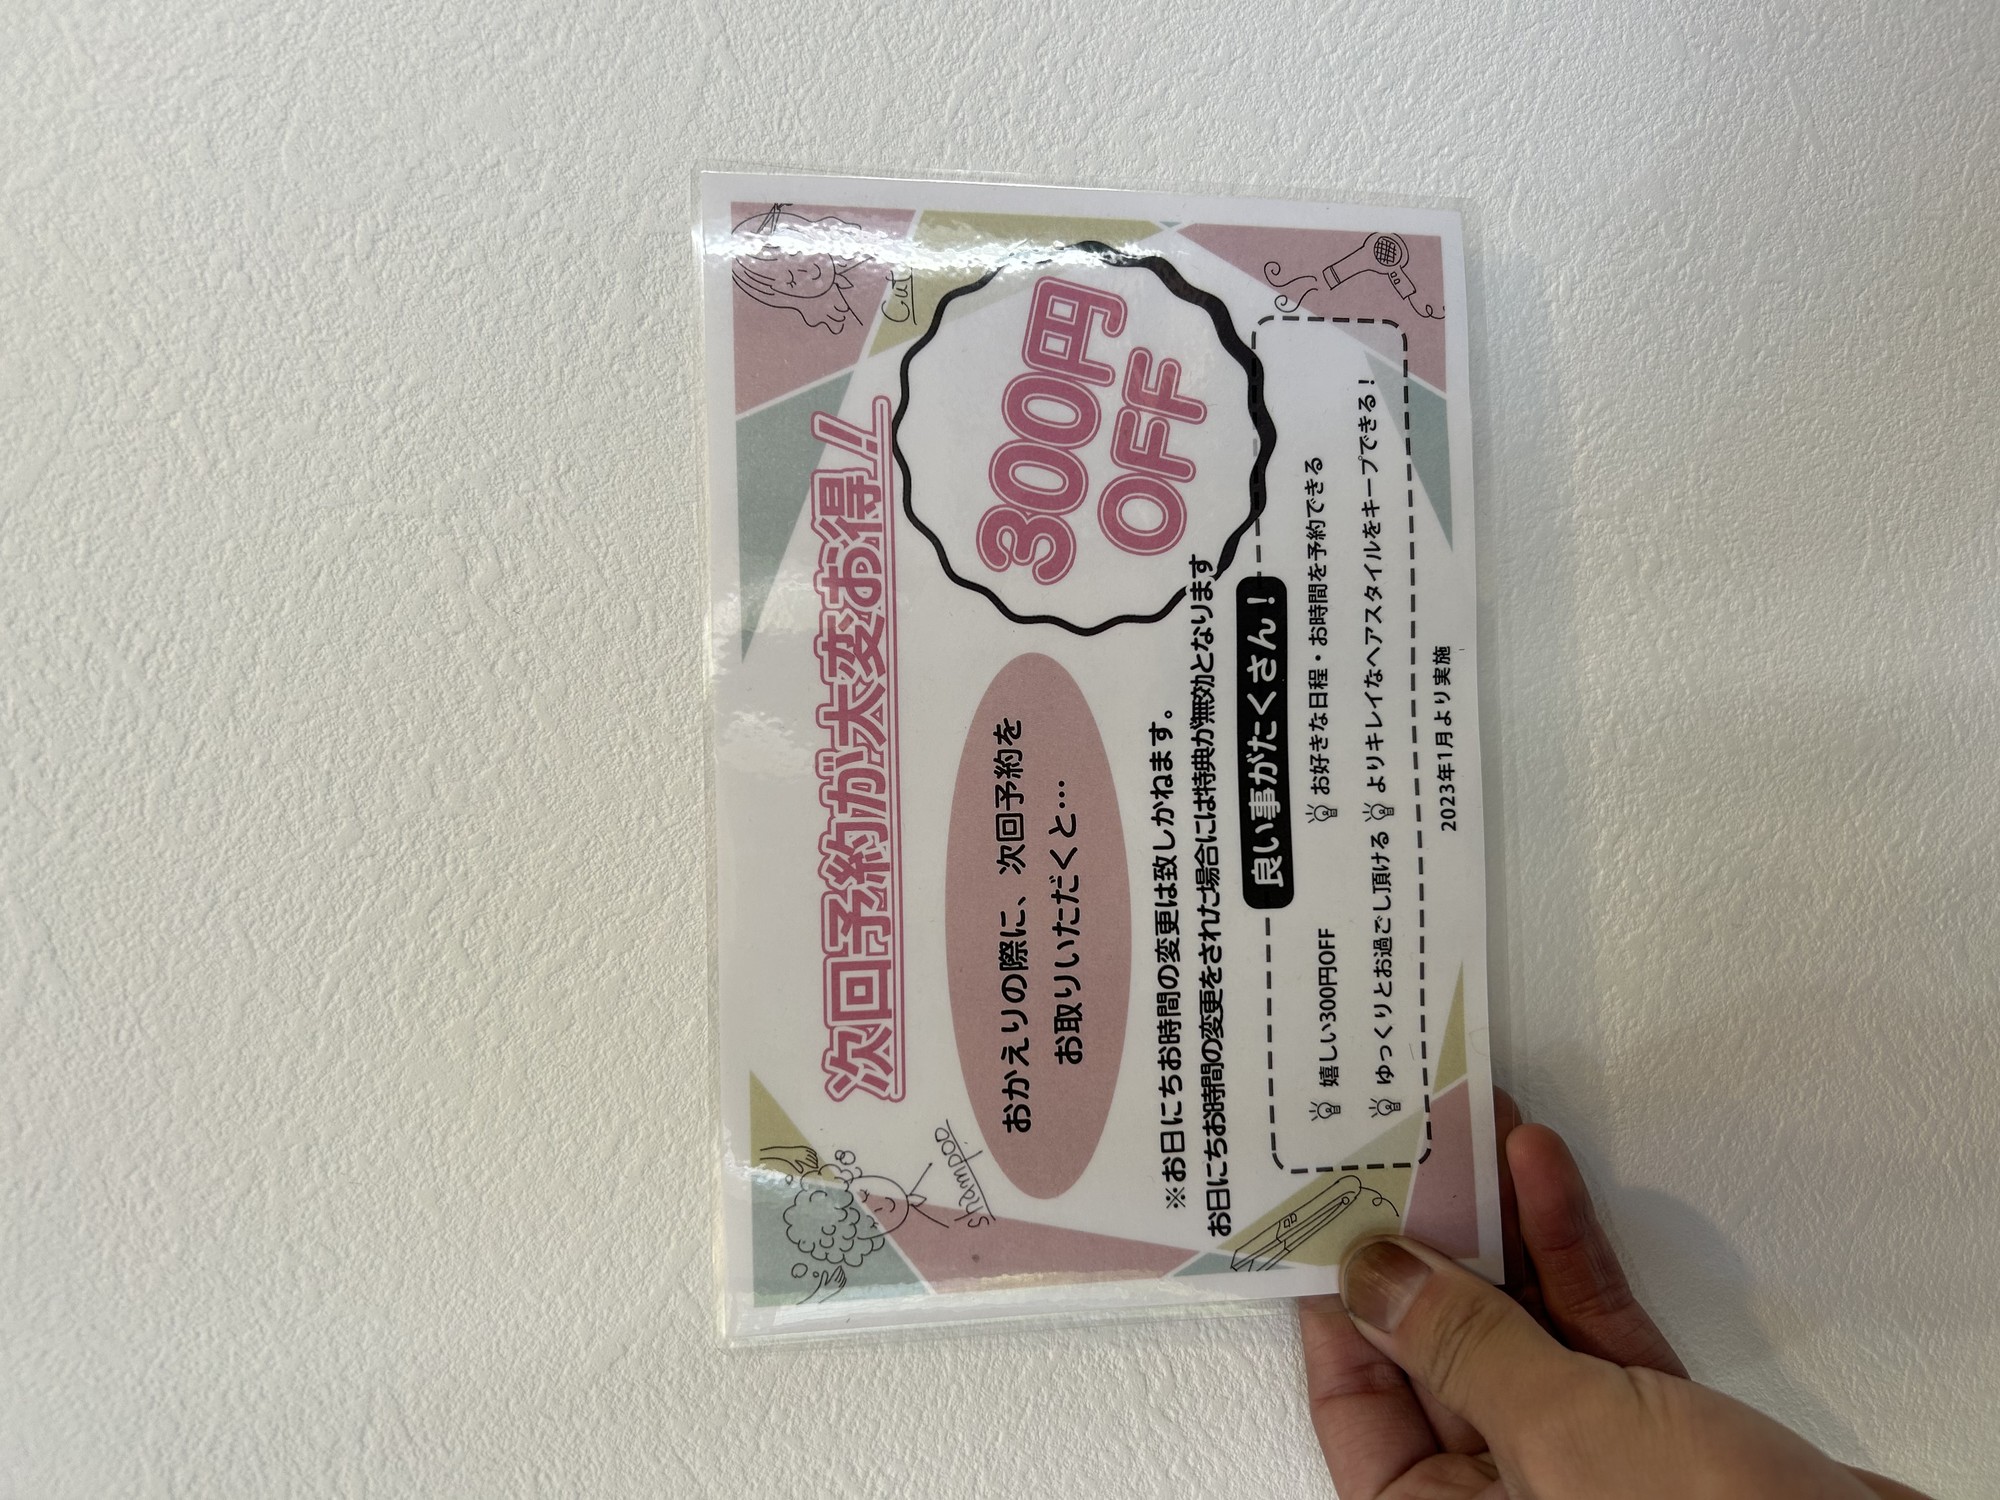 Cut
次回予約が大変お得!!
shampoo
おかえりの際に、次回予約を
お取りいただくと…
300円
OFF
※お日にちお時間の変更は致しかねます。
お日にちお時間の変更をされた場合には特典が無効となります
良い事がたくさん！
嬉しい300円OFF
お好きな日程・お時間を予約できる
ゆっくりとお過ごし頂ける
よりキレイなヘアスタイルをキープできる！
2023年1月より実施